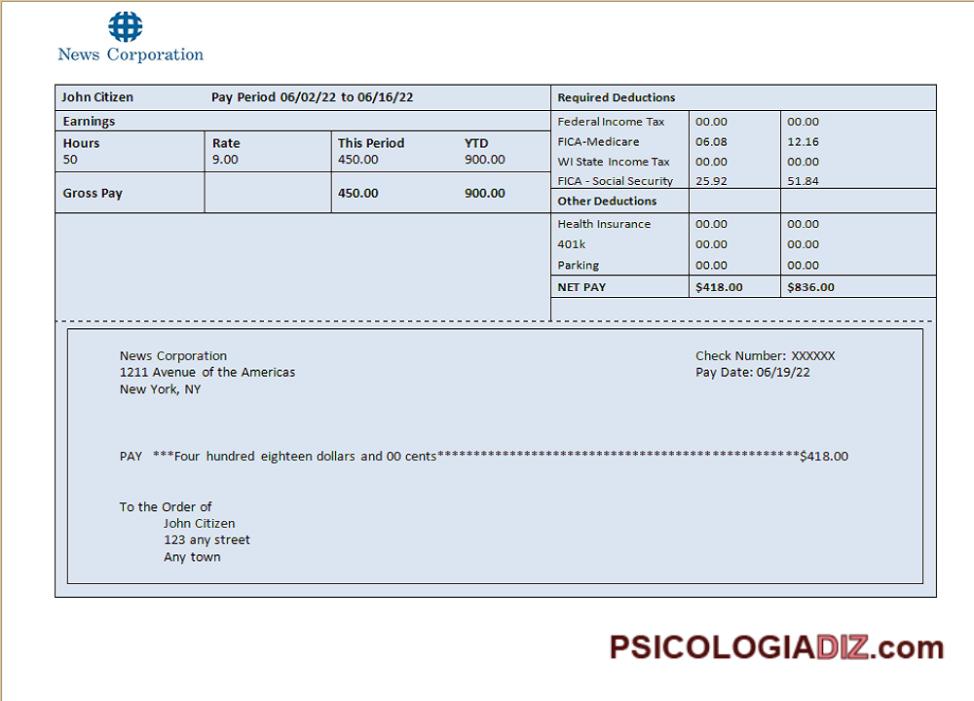 News Corporation
John Citizen Pay Period 06/02/22 to 06/16/22
Earnings
Hours Rate This Period YTD
50 9.00 450.00 900.00
Gross Pay 450.00 900.00
Required Deductions
Federal Income Tax 00.00 00.00
FICA-Medicare 06.08 12.16
WI State Income Tax 00.00 00.00
FICA - Social Security 25.92 51.84
Other Deductions
Health Insurance 00.00 00.00
401k 00.00 00.00
Parking 00.00 00.00
NET PAY $418.00 $836.00
News Corporation
1211 Avenue of the Americas
New York, NY
Check Number: XXXXXX
Pay Date: 06/19/22
PAY ***Four hundred eighteen dollars and 00 cents**************************************************$418.00
To the Order of
John Citizen
123 any street
Any town
PSICOLOGIADIZ.com